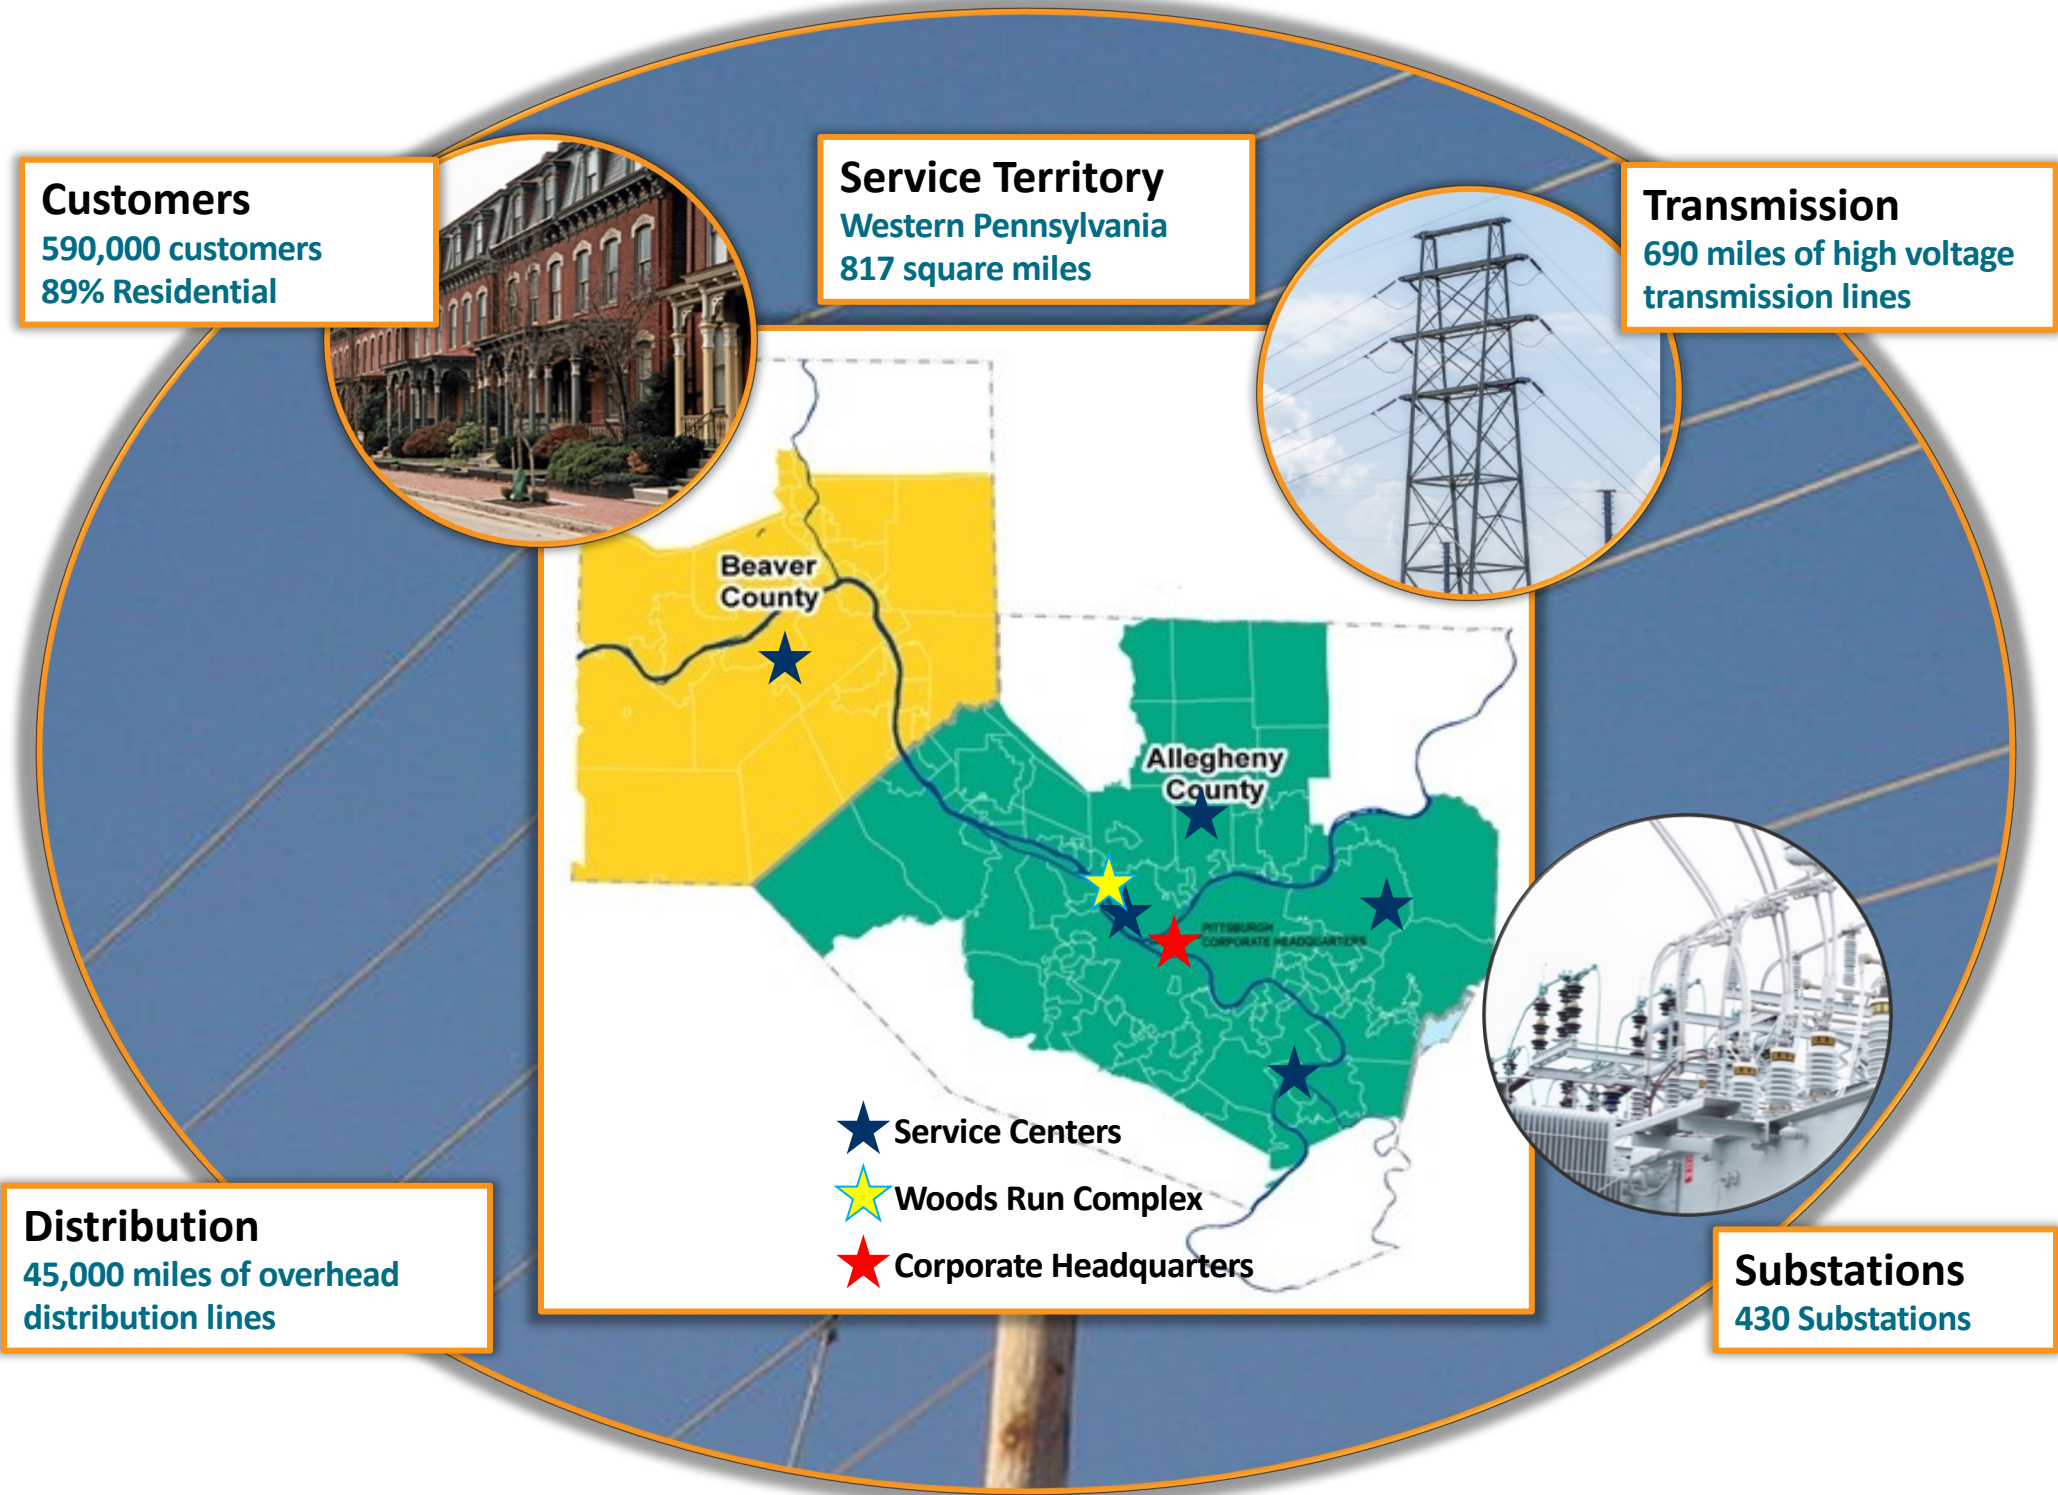 Customers
590,000 customers
89% Residential
Service Territory
Western Pennsylvania
817 square miles
Transmission
690 miles of high voltage
transmission lines
Beaver
County
Allegheny
County
PITTSBURGH
CORPORATE HEADQUARTERS
Service Centers
Woods Run Complex
Corporate Headquarters
Distribution
45,000 miles of overhead
distribution lines
Substations
430 Substations